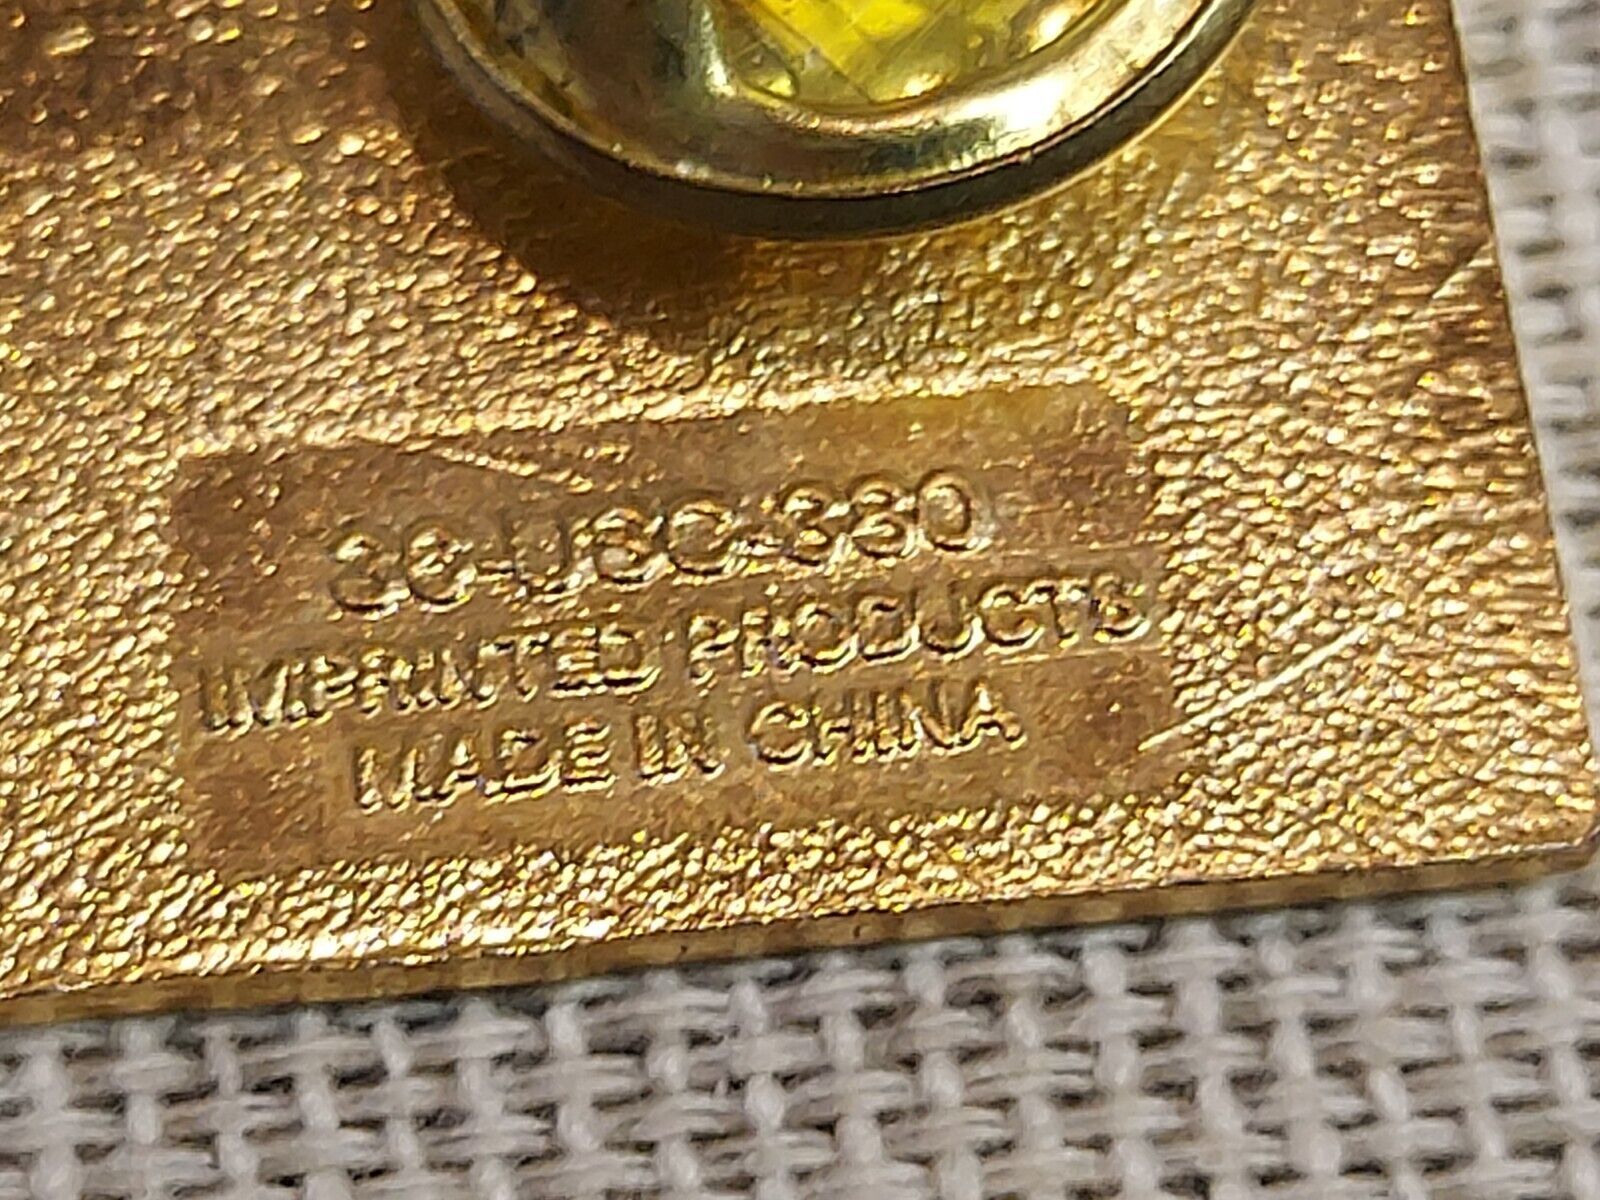 36-USC-380
IMPRINTED PRODUCTS
MADE IN CHINA